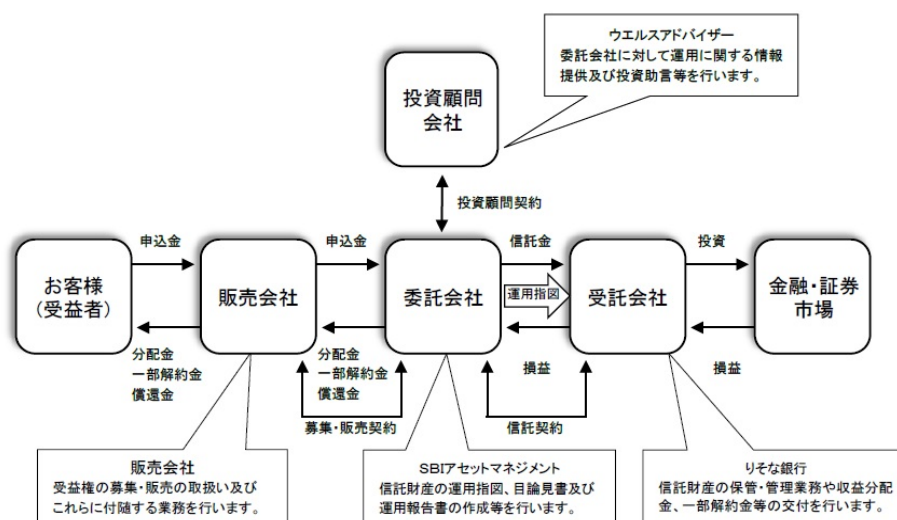 ウエルスアドバイザー
委託会社に対して運用に関する情報
提供及び投資助言等を行います。
投資顧問
会社
投資顧問契約
申込金
申込金
信託金
投資
お客様
(受益者)
販売会社
委託会社
運用指図
受託会社
金融・証券
市場
分配金
一部解約金
償還金
分配金
一部解約金
償還金
損益
損益
募集・販売契約
信託契約
販売会社
受益権の募集・販売の取扱い及び
これらに付随する業務を行います。
SBIアセットマネジメント
信託財産の運用指図、目論見書及び
運用報告書の作成等を行います。
りそな銀行
信託財産の保管・管理業務や収益分配
金、一部解約金等の交付を行います。